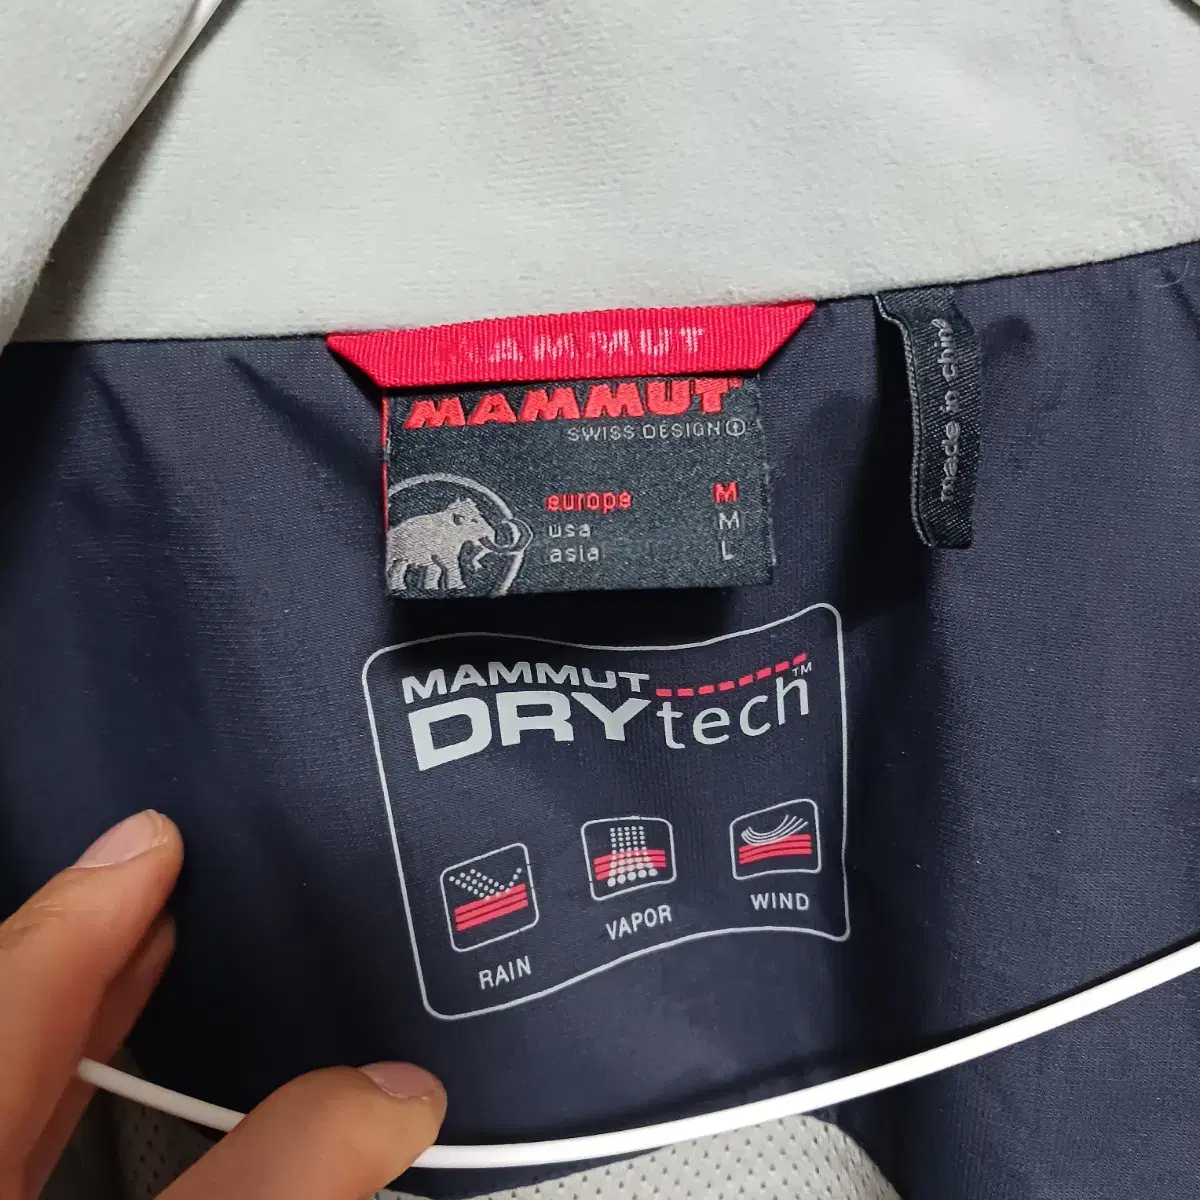 MAMMUT
MAMMUT
SWISS DESIGN
europe M
usa M
asia L
made in china
MAMMUT
DRYtech™
RAIN
VAPOR
WIND